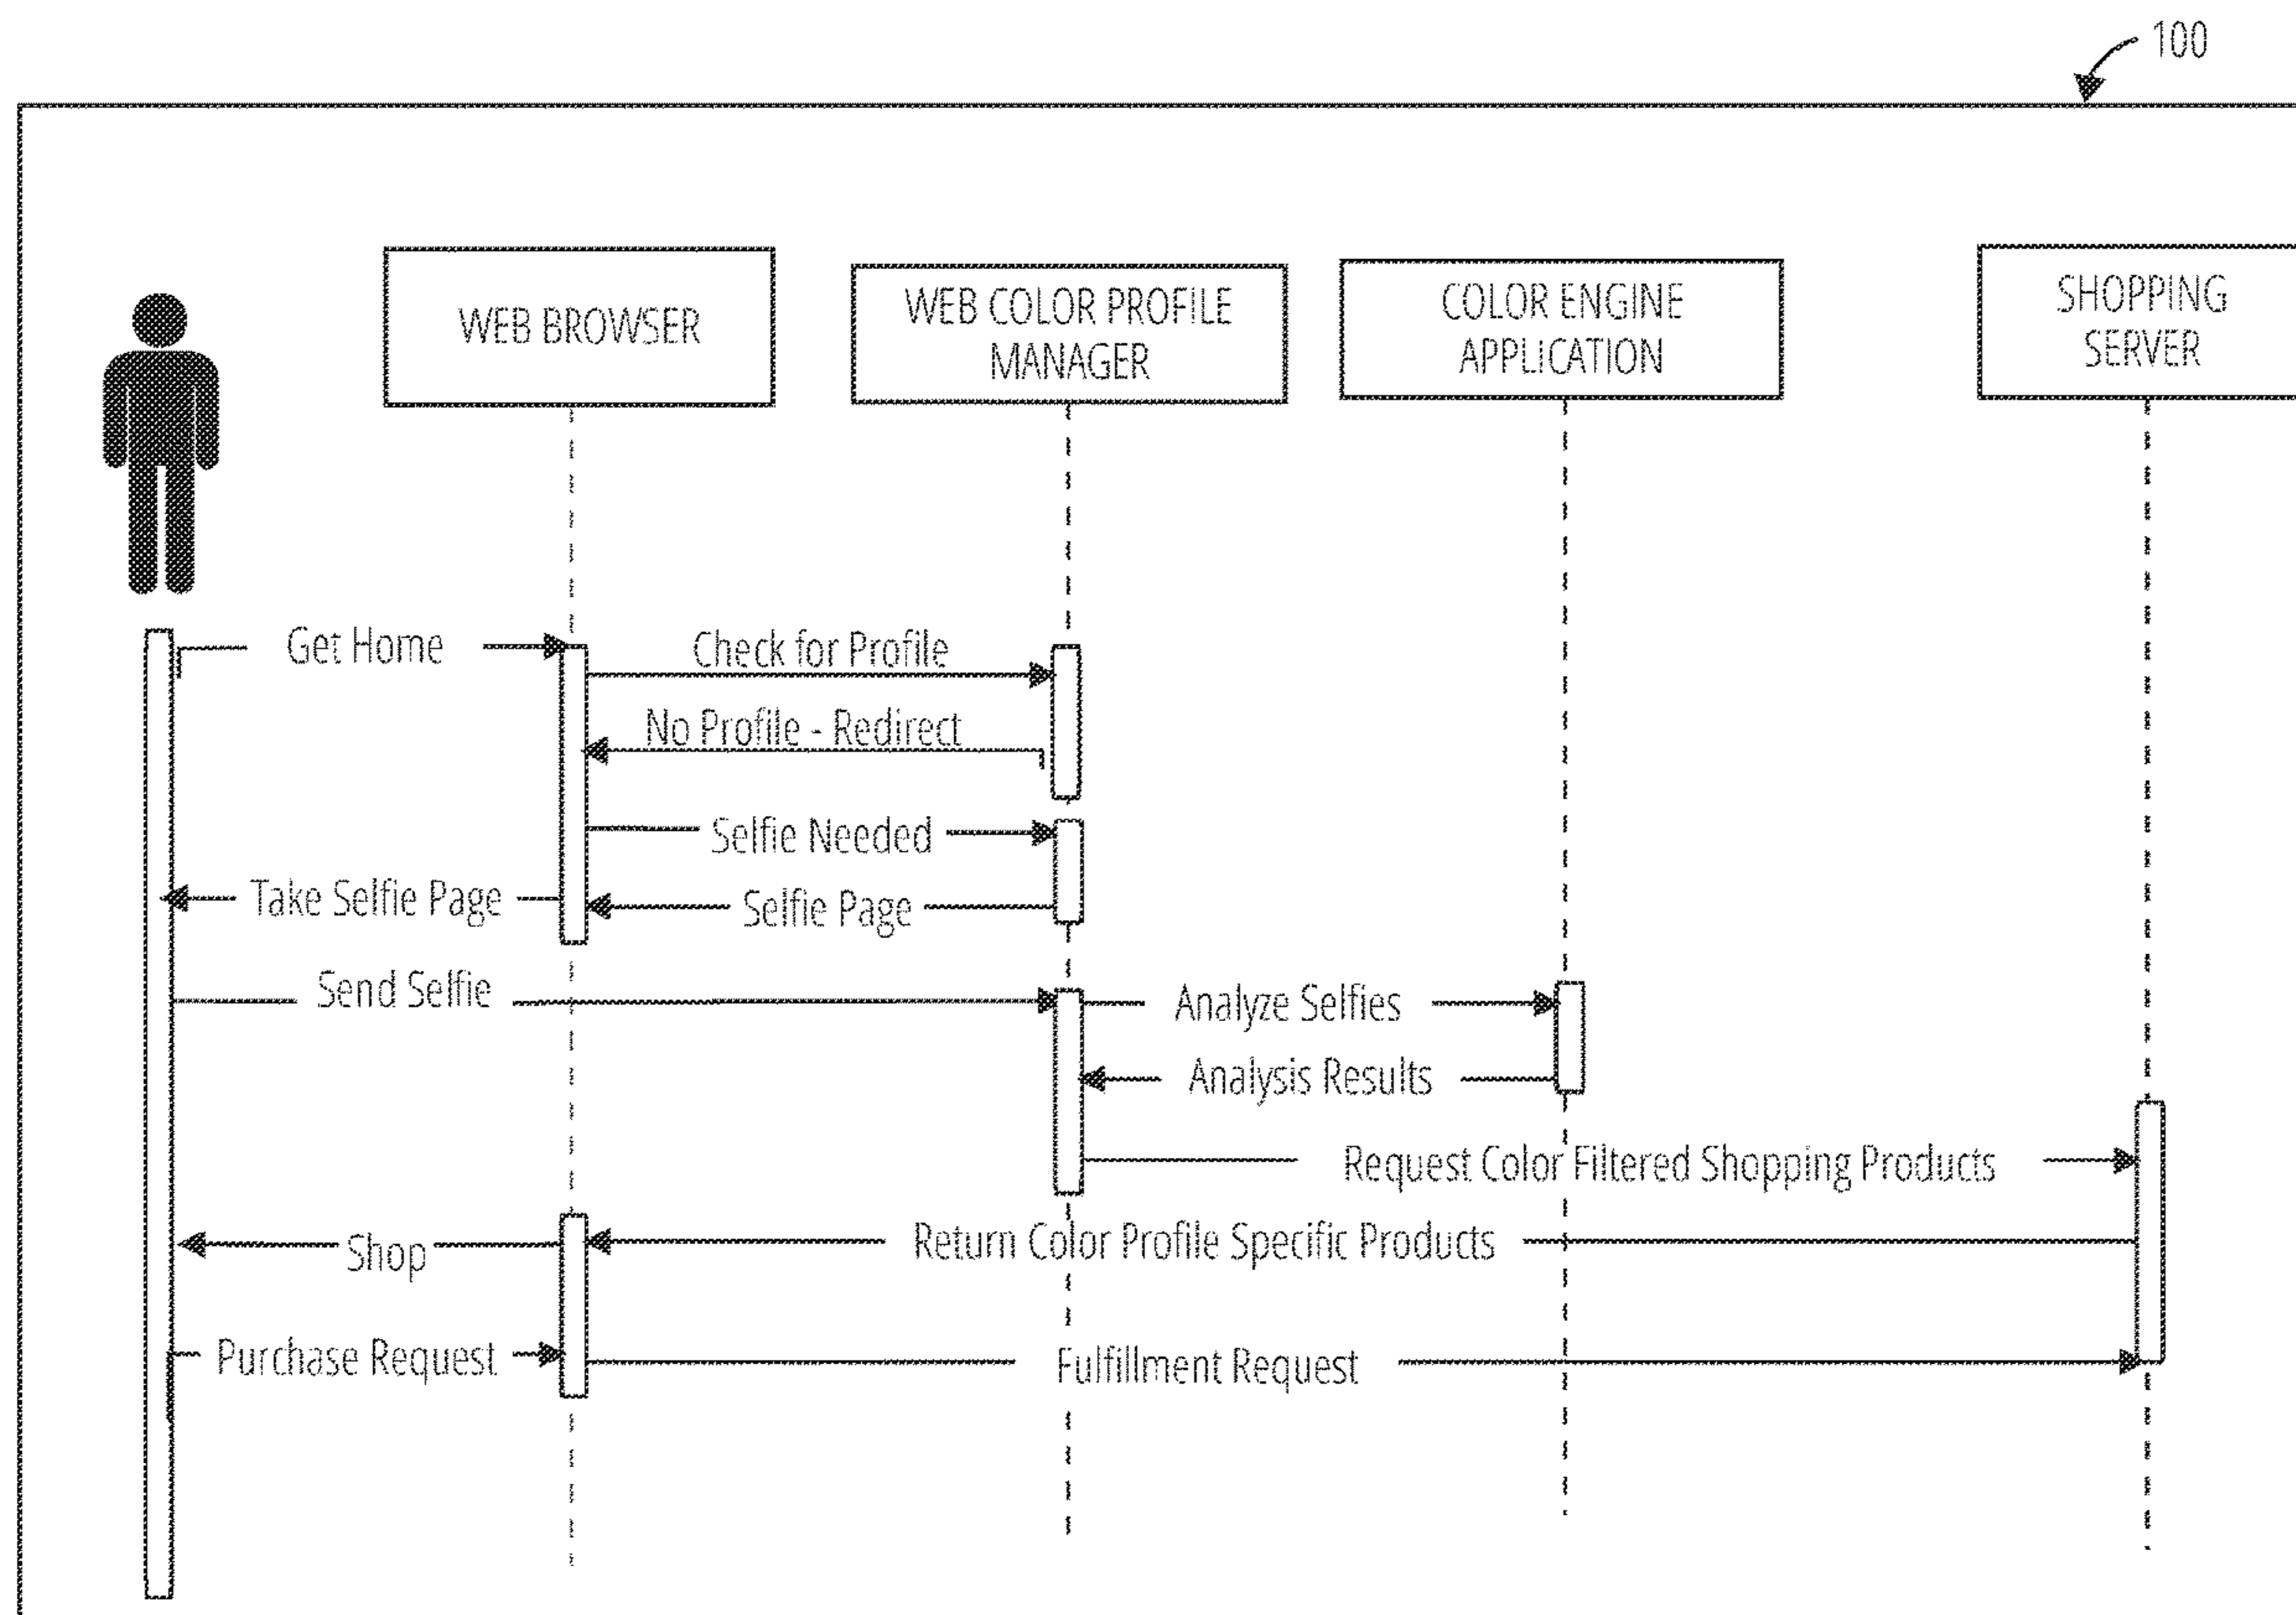 100
WEB BROWSER
WEB COLOR PROFILE
MANAGER
COLOR ENGINE
APPLICATION
SHOPPING
SERVER
Get Home
Check for Profile
No Profile - Redirect
Selfie Needed
Take Selfie Page
Selfie Page
Send Selfie
Analyze Selfies
Analysis Results
Request Color Filtered Shopping Products
Return Color Profile Specific Products
Shop
Purchase Request
Fulfillment Request